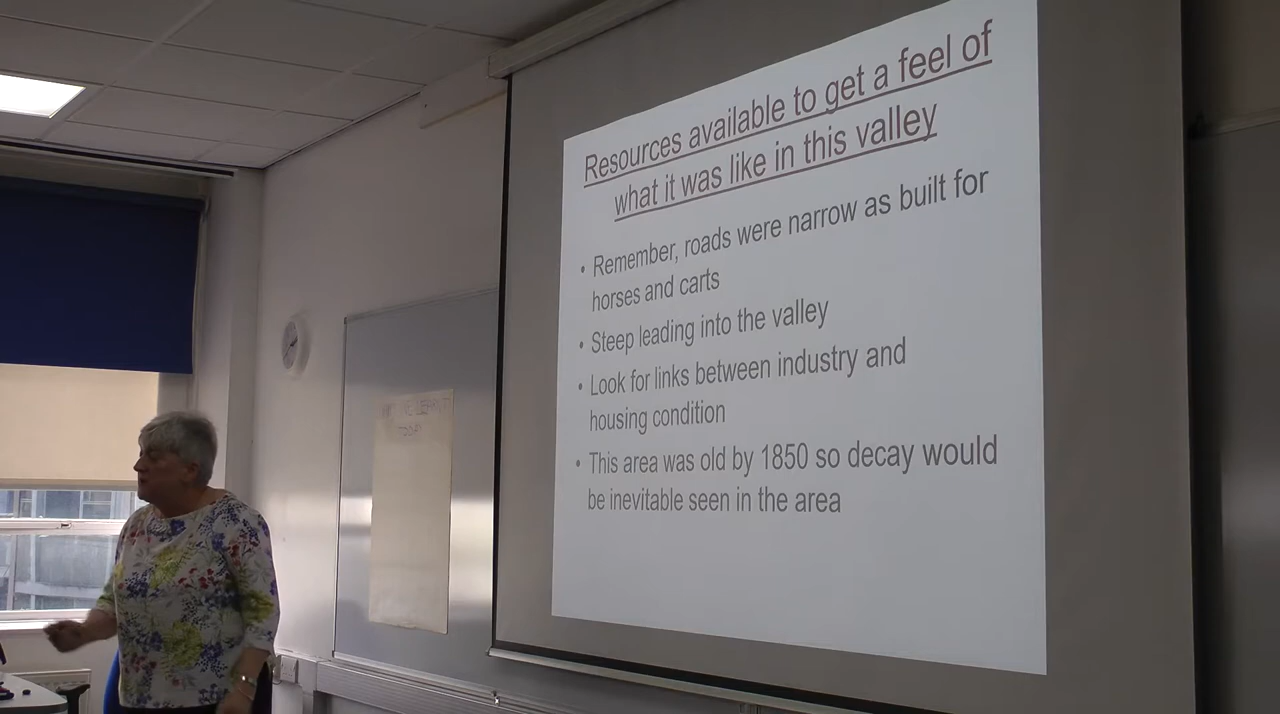 Resources available to get a feel of
what it was like in this valley
• Remember, roads were narrow as built for
horses and carts
• Steep leading into the valley
• Look for links between industry and
housing condition
• This area was old by 1850 so decay would
be inevitable seen in the area
TODAY